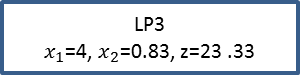 LP3
𝑥₁=4, 𝑥₂=0.83, z=23 .33